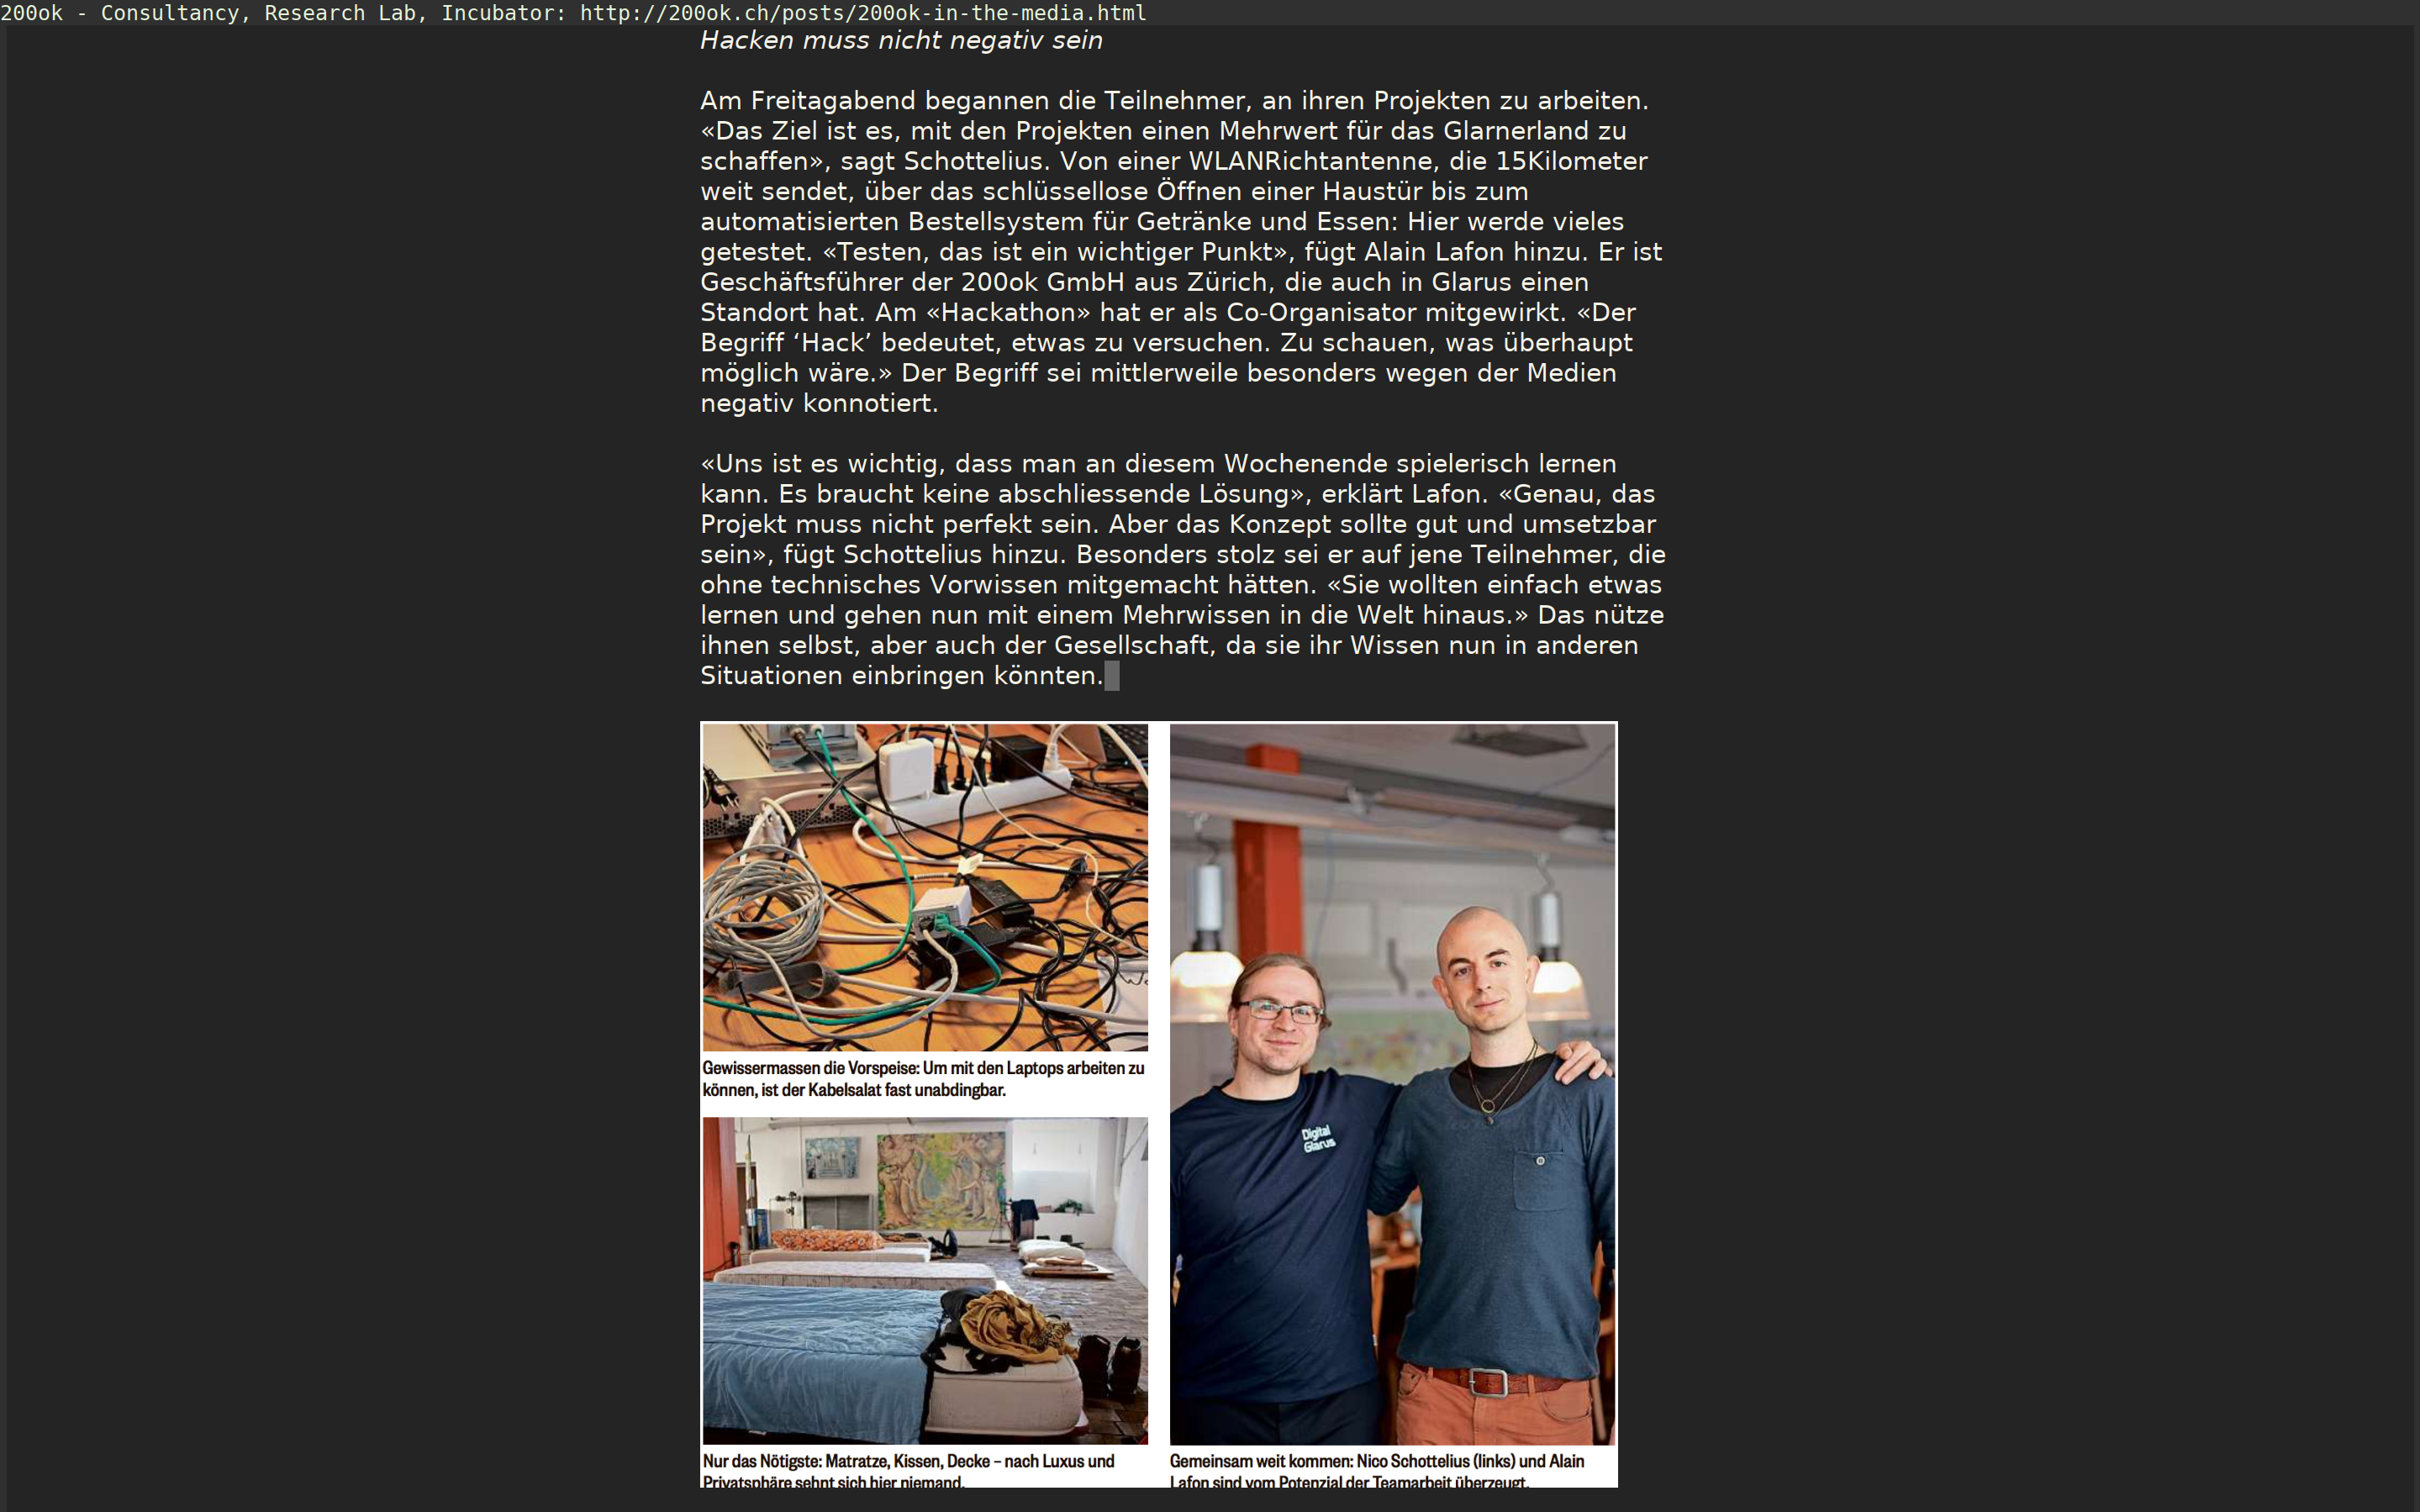 200ok - Consultancy, Research Lab, Incubator: http://200ok.ch/posts/200ok-in-the-media.html
Hacken muss nicht negativ sein
Am Freitagabend begannen die Teilnehmer, an ihren Projekten zu arbeiten.
«Das Ziel ist es, mit den Projekten einen Mehrwert für das Glarnerland zu
schaffen», sagt Schottelius. Von einer WLANRichtantenne, die 15Kilometer
weit sendet, über das schlüssellose Öffnen einer Haustür bis zum
automatisierten Bestellsystem für Getränke und Essen: Hier werde vieles
getestet. «Testen, das ist ein wichtiger Punkt», fügt Alain Lafon hinzu. Er ist
Geschäftsführer der 200ok GmbH aus Zürich, die auch in Glarus einen
Standort hat. Am «Hackathon» hat er als Co-Organisator mitgewirkt. «Der
Begriff ‘Hack’ bedeutet, etwas zu versuchen. Zu schauen, was überhaupt
möglich wäre.» Der Begriff sei mittlerweile besonders wegen der Medien
negativ konnotiert.
«Uns ist es wichtig, dass man an diesem Wochenende spielerisch lernen
kann. Es braucht keine abschliessende Lösung», erklärt Lafon. «Genau, das
Projekt muss nicht perfekt sein. Aber das Konzept sollte gut und umsetzbar
sein», fügt Schottelius hinzu. Besonders stolz sei er auf jene Teilnehmer, die
ohne technisches Vorwissen mitgemacht hätten. «Sie wollten einfach etwas
lernen und gehen nun mit einem Mehrwissen in die Welt hinaus.» Das nütze
ihnen selbst, aber auch der Gesellschaft, da sie ihr Wissen nun in anderen
Situationen einbringen könnten.
Gewissermassen die Vorspeise: Um mit den Laptops arbeiten zu
können, ist der Kabelsalat fast unabdingbar.
Digital
Glarus
Nur das Nötigste: Matratze, Kissen, Decke – nach Luxus und
Privatsphäre sehnt sich hier niemand.
Gemeinsam weit kommen: Nico Schottelius (links) und Alain
Lafon sind vom Potenzial der Teamarbeit überzeugt.